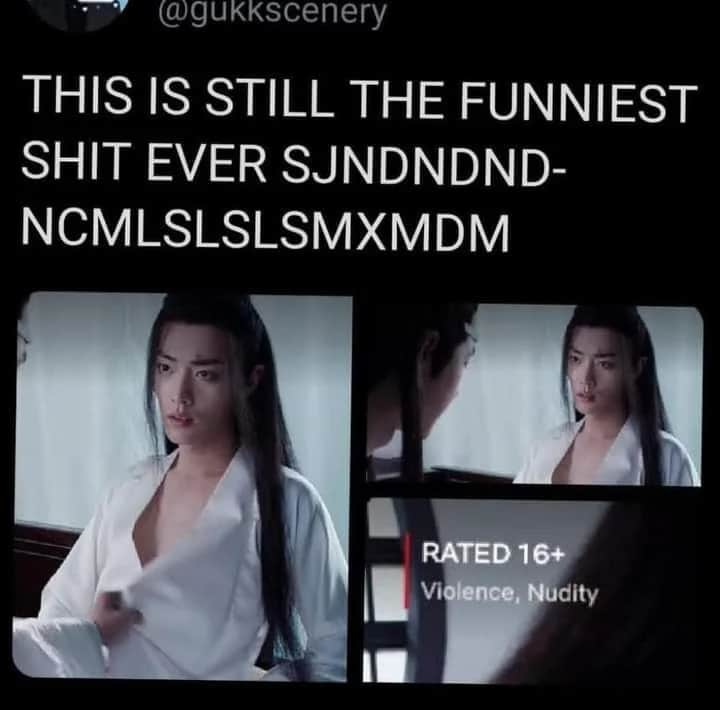 @gukkscenery
THIS IS STILL THE FUNNIEST
SHIT EVER SJNDNDND-
NCMLSLSLSMXMDM
RATED 16+
Violence, Nudity